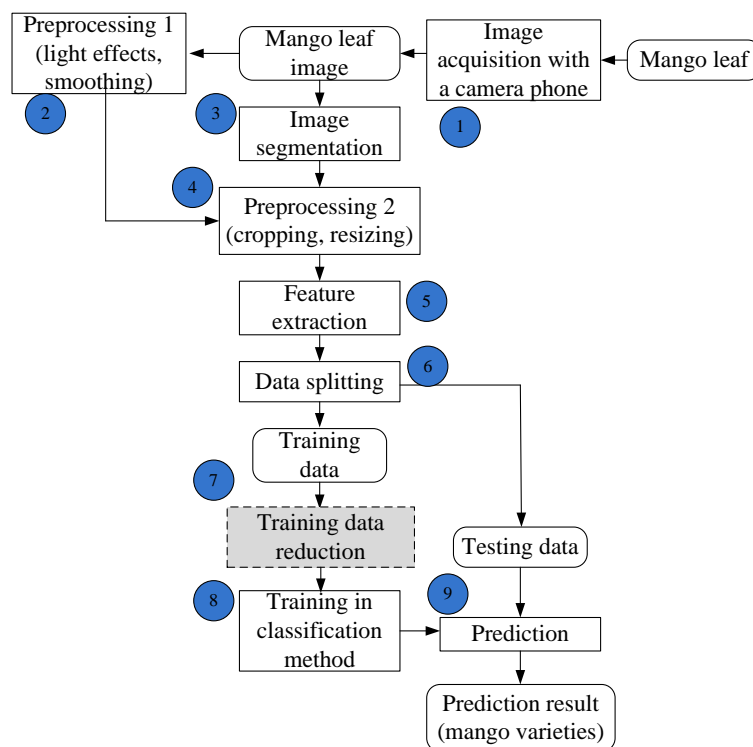 Preprocessing 1
(light effects,
smoothing)
Mango leaf
image
Image
acquisition with
a camera phone
Mango leaf
2
3
1
Image
segmentation
4
Preprocessing 2
(cropping, resizing)
Feature
extraction
5
Data splitting
6
Training
data
7
Training data
reduction
Testing data
8
Training in
classification
method
9
Prediction
Prediction result
(mango varieties)